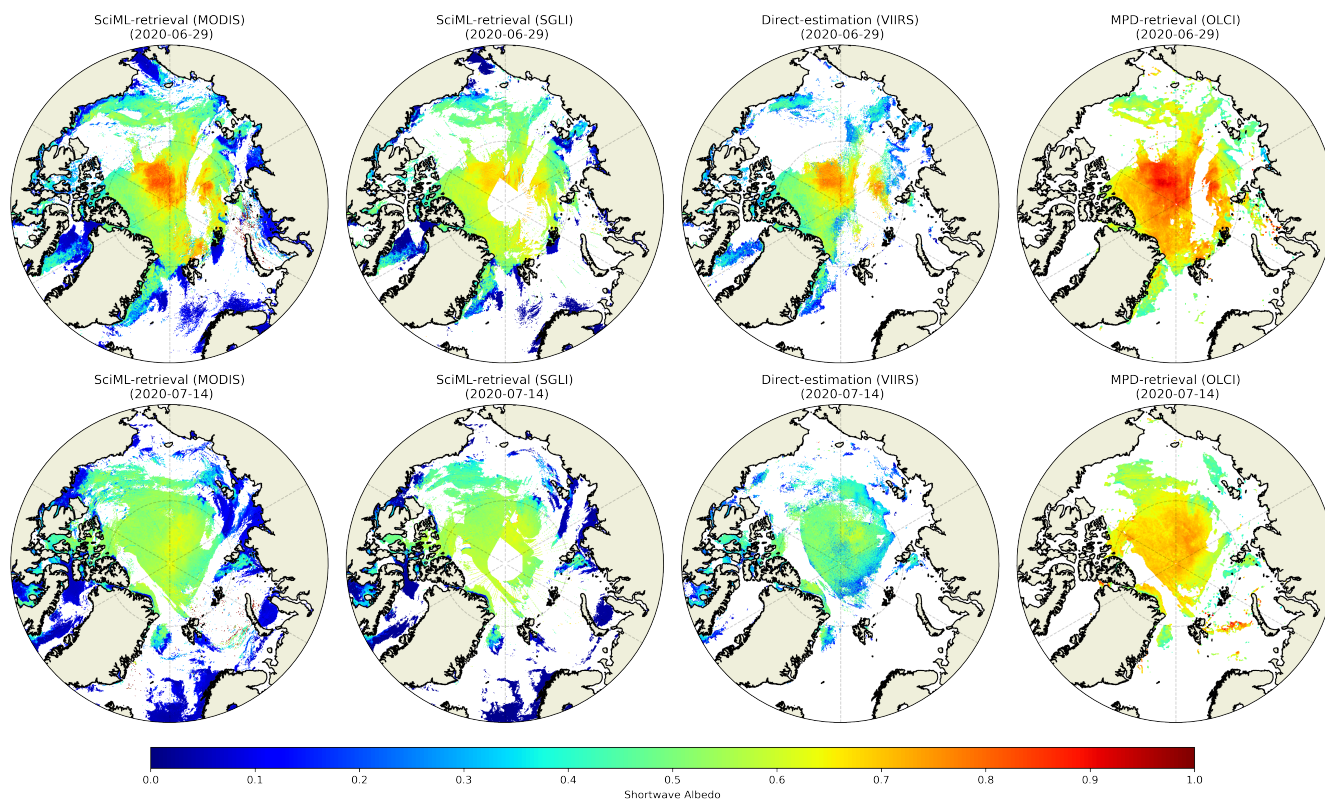 SciML-retrieval (MODIS)
(2020-06-29)
SciML-retrieval (SGLI)
(2020-06-29)
Direct-estimation (VIIRS)
(2020-06-29)
MPD-retrieval (OLCI)
(2020-06-29)
SciML-retrieval (MODIS)
(2020-07-14)
SciML-retrieval (SGLI)
(2020-07-14)
Direct-estimation (VIIRS)
(2020-07-14)
MPD-retrieval (OLCI)
(2020-07-14)
0.0 0.1 0.2 0.3 0.4 0.5 0.6 0.7 0.8 0.9 1.0
Shortwave Albedo